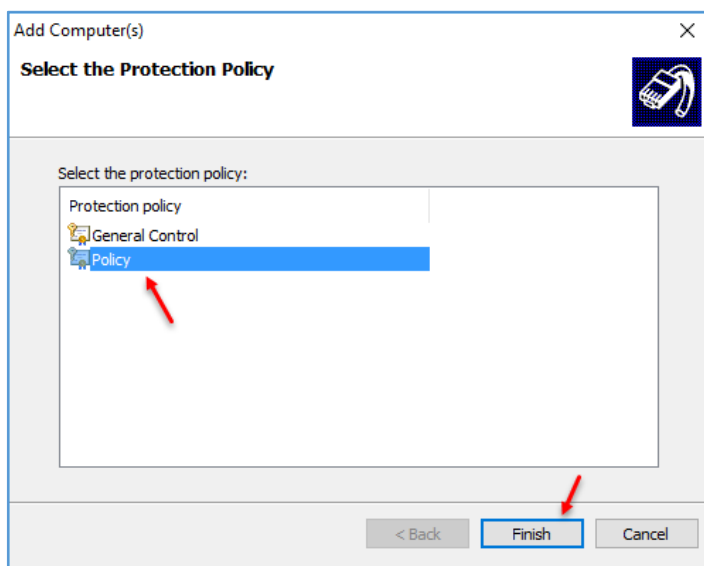 Add Computer(s)
Select the Protection Policy
Select the protection policy:
Protection policy
General Control
Policy
< Back
Finish
Cancel